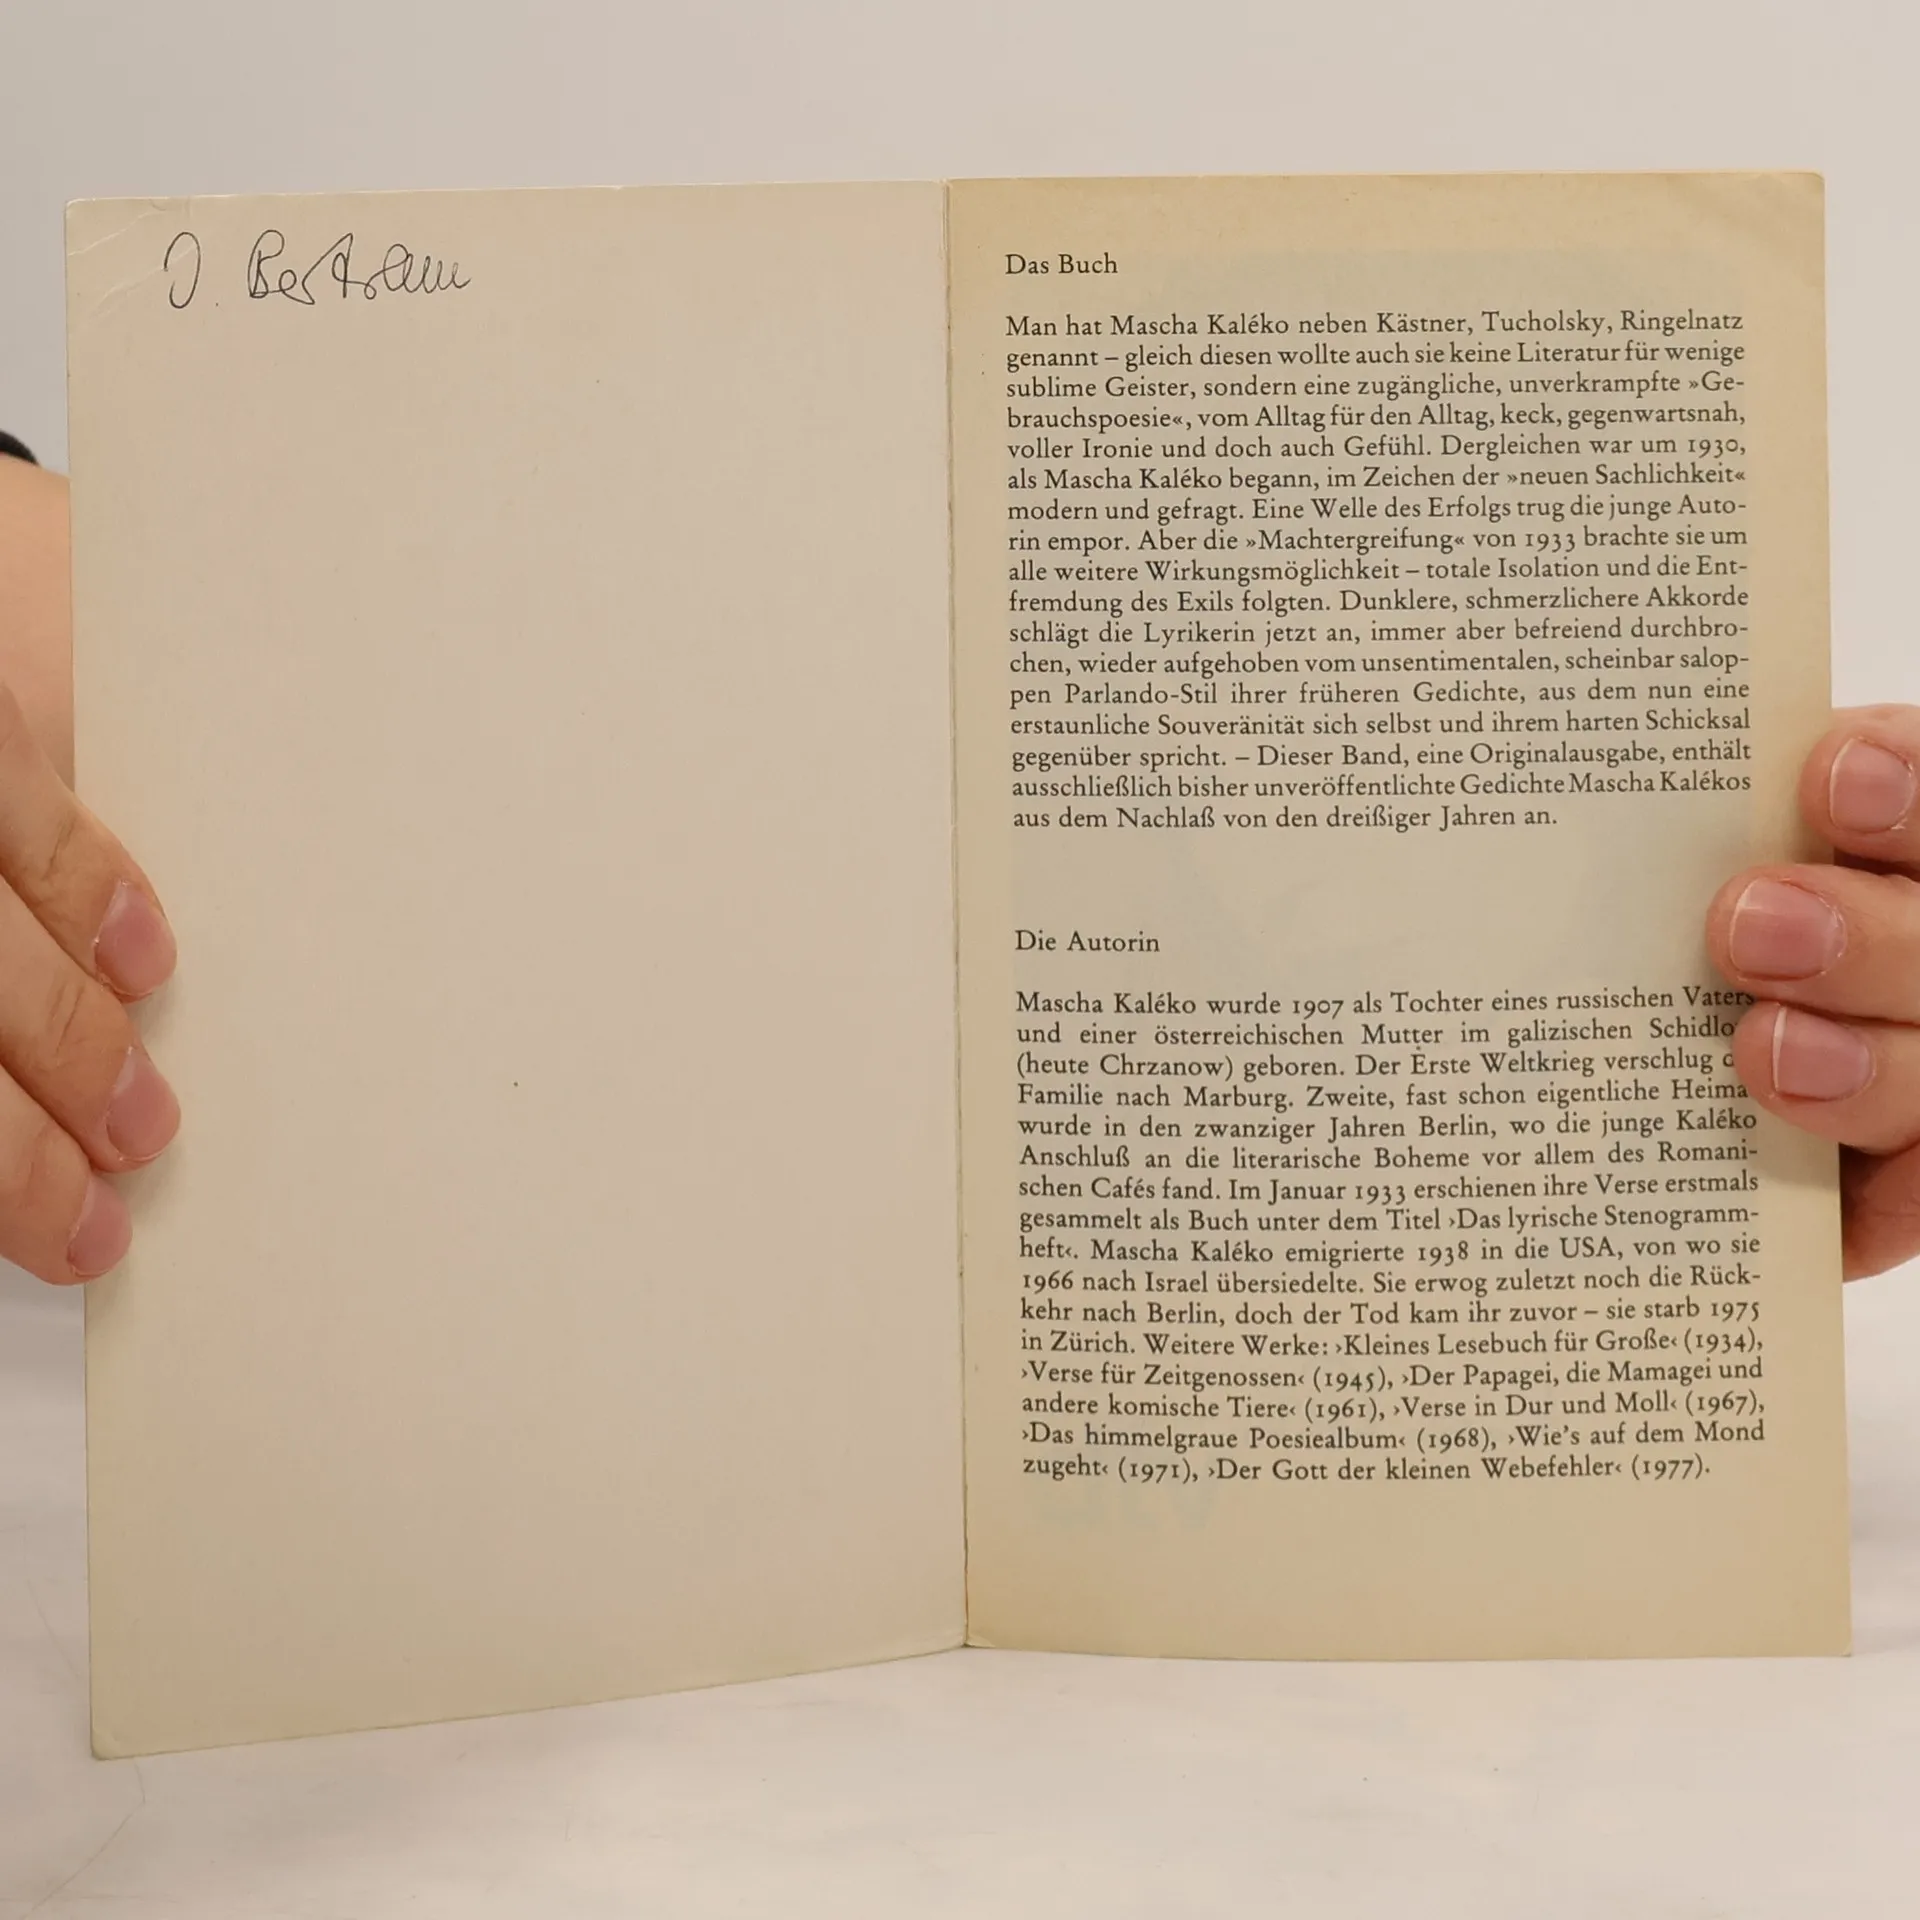 J. Bertram
Das Buch
Man hat Mascha Kaléko neben Kästner, Tucholsky, Ringelnatz
genannt – gleich diesen wollte auch sie keine Literatur für wenige
sublime Geister, sondern eine zugängliche, unverkrampfte »Ge-
brauchspoesie«, vom Alltag für den Alltag, keck, gegenwartsnah,
voller Ironie und doch auch Gefühl. Dergleichen war um 1930,
als Mascha Kaléko begann, im Zeichen der »neuen Sachlichkeit«
modern und gefragt. Eine Welle des Erfolgs trug die junge Auto-
rin empor. Aber die »Machtergreifung« von 1933 brachte sie um
alle weitere Wirkungsmöglichkeit – totale Isolation und die Ent-
fremdung des Exils folgten. Dunklere, schmerzlichere Akkorde
schlägt die Lyrikerin jetzt an, immer aber befreiend durchbro-
chen, wieder aufgehoben vom unsentimentalen, scheinbar salop-
pen Parlando-Stil ihrer früheren Gedichte, aus dem nun eine
erstaunliche Souveränität sich selbst und ihrem harten Schicksal
gegenüber spricht. – Dieser Band, eine Originalausgabe, enthält
ausschließlich bisher unveröffentlichte Gedichte Mascha Kalékos
aus dem Nachlaß von den dreißiger Jahren an.
Die Autorin
Mascha Kaléko wurde 1907 als Tochter eines russischen Vaters
und einer österreichischen Mutter im galizischen
(heute Chrzanow) geboren. Der Erste Weltkrieg verschlug
Familie nach Marburg. Zweite, fast schon eigentliche
wurde in den zwanziger Jahren Berlin, wo die junge Kaléko
Anschluß an die literarische Boheme vor allem des Romani-
schen Cafés fand. Im Januar 1933 erschienen ihre Verse erstmals
gesammelt als Buch unter dem Titel ›Das lyrische Stenogramm-
heft‹. Mascha Kaléko emigrierte 1938 in die USA, von wo sie
1966 nach Israel übersiedelte. Sie erwog zuletzt noch die Rück-
kehr nach Berlin, doch der Tod kam ihr zuvor – sie starb 1975
in Zürich. Weitere Werke: ›Kleines Lesebuch für Große‹ (1934),
›Verse für Zeitgenossen‹ (1945), ›Der Papagei, die Mamagei und
andere komische Tiere‹ (1961), ›Verse in Dur und Moll‹ (1967),
›Das himmelgraue Poesiealbum‹ (1968), ›Wie's auf dem Mond
zugeht‹ (1971), ›Der Gott der kleinen Webefehler‹ (1977).